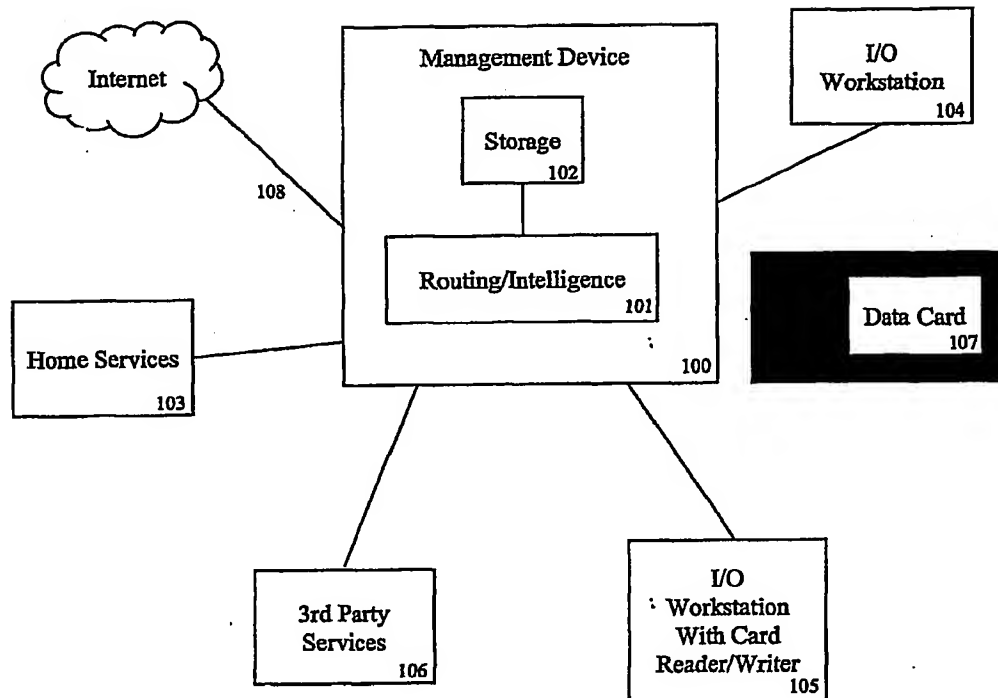 Internet
108
Management Device
Storage
102
Routing/Intelligence
101
100
I/O
Workstation
104
Data Card
107
Home Services
103
3rd Party
Services
106
I/O
Workstation
With Card
Reader/Writer
105